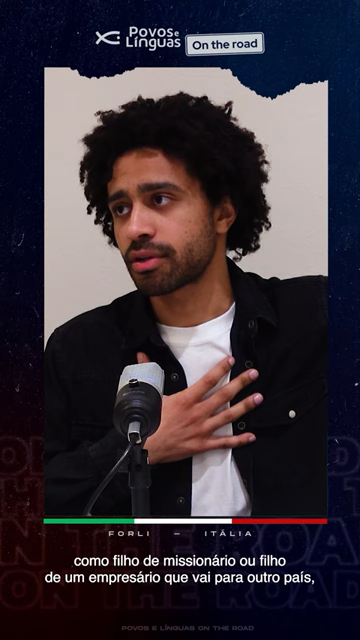 Povos e
Línguas
On the road
FORLI — ITÁLIA
como filho de missionário ou filho
de um empresário que vai para outro país,
POVOS E LÍNGUAS ON THE ROAD